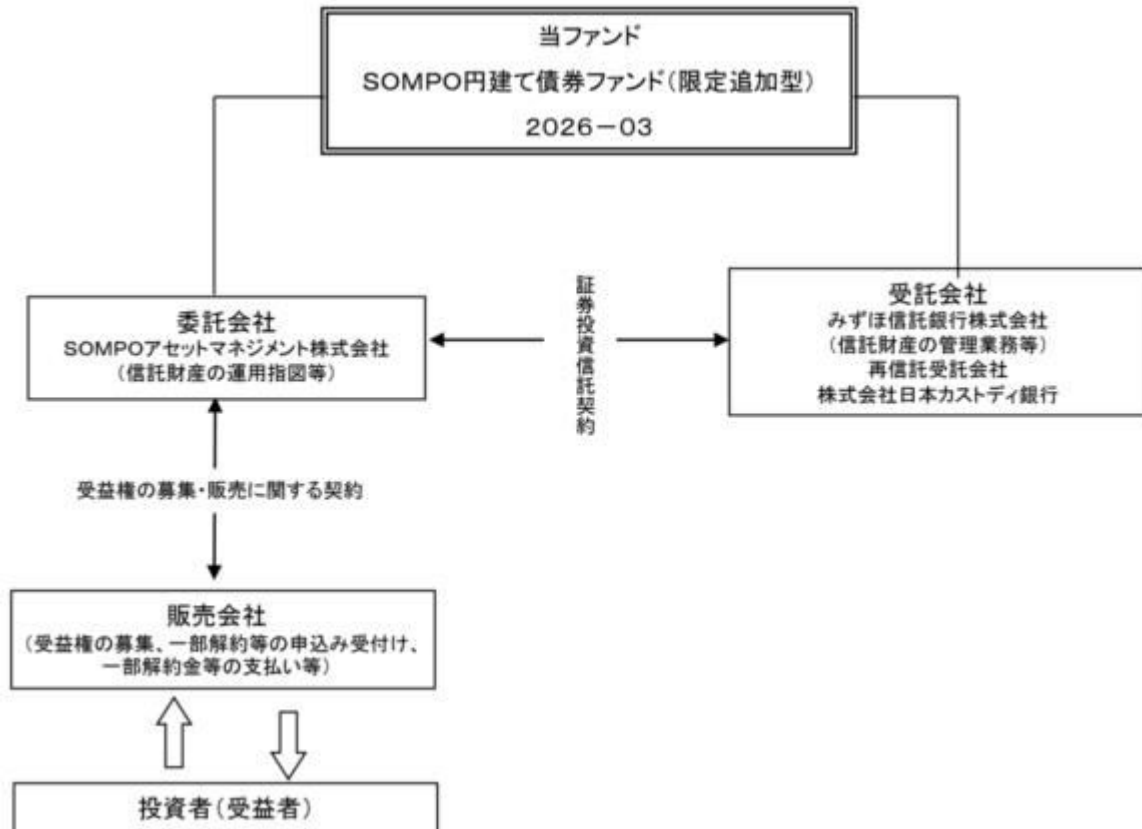 当ファンド
SOMPO円建て債券ファンド(限定追加型)
2026-03
委託会社
SOMPOアセットマネジメント株式会社
(信託財産の運用指図等)
証券投資信託契約
受託会社
みずほ信託銀行株式会社
(信託財産の管理業務等)
再信託受託会社
株式会社日本カストディ銀行
受益権の募集・販売に関する契約
販売会社
(受益権の募集、一部解約等の申込み受付け、
一部解約金等の支払い等)
投資者(受益者)